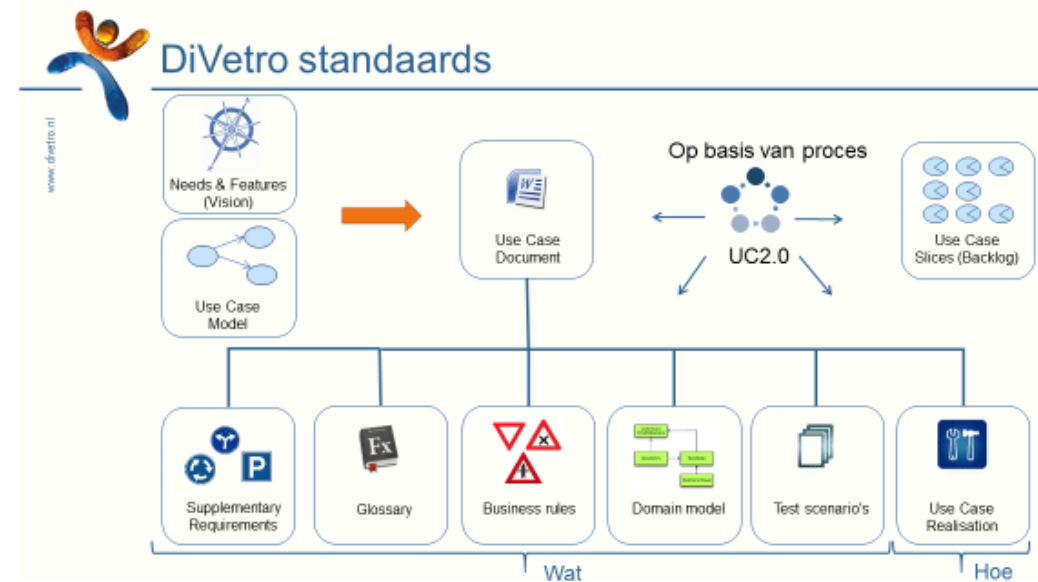 DiVetro standaards
www.divetro.nl
Needs & Features
(Vision)
Use Case
Model
W
Use Case
Document
Op basis van proces
UC2.0
Use Case
Slices (Backlog)
P
Supplementary
Requirements
Fx
Glossary
Business rules
Domain model
Test scenario's
Use Case
Realisation
Wat
Hoe